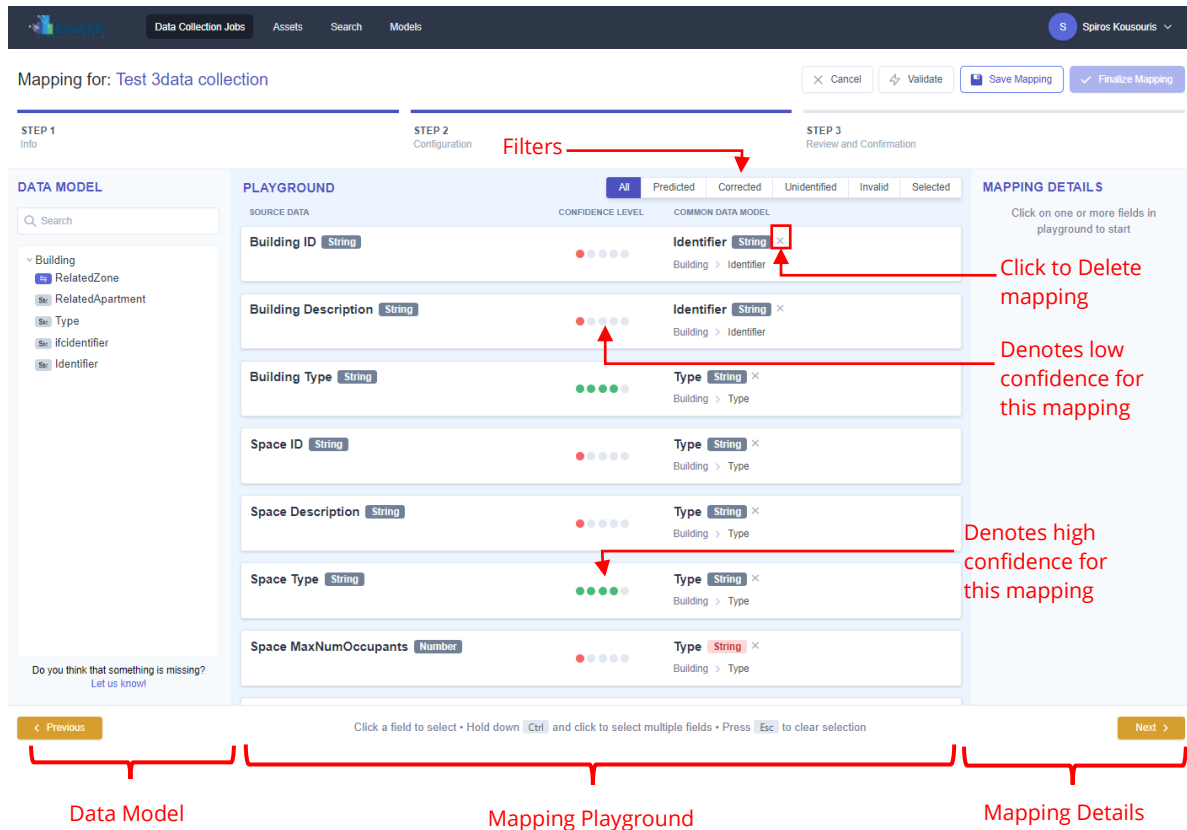 Data Collection Jobs Assets Search Models S Spiros Kousouris
Mapping for: Test 3data collection
Cancel Validate Save Mapping Finalize Mapping
STEP 1 STEP 2 STEP 3
Info Configuration Review and Confirmation
Filters
DATA MODEL PLAYGROUND All Predicted Corrected Unidentified Invalid Selected MAPPING DETAILS
Search SOURCE DATA CONFIDENCE LEVEL COMMON DATA MODEL Click on one or more fields in
playground to start
Building
RelatedZone
Str. RelatedApartment
Str. Type
Str. ifcidentifier
Str. Identifier
Building ID String Identifier String ×
Building > Identifier
Click to Delete
mapping
Building Description String Identifier String ×
Building > Identifier
Denotes low
confidence for
this mapping
Building Type String Type String ×
Building > Type
Space ID String Type String ×
Building > Type
Space Description String Type String ×
Building > Type
Denotes high
confidence for
this mapping
Space Type String Type String ×
Building > Type
Space MaxNumOccupants Number Type String ×
Building > Type
Do you think that something is missing?
Let us know!
Previous Click a field to select • Hold down Ctrl and click to select multiple fields • Press Esc to clear selection Next
Data Model Mapping Playground Mapping Details